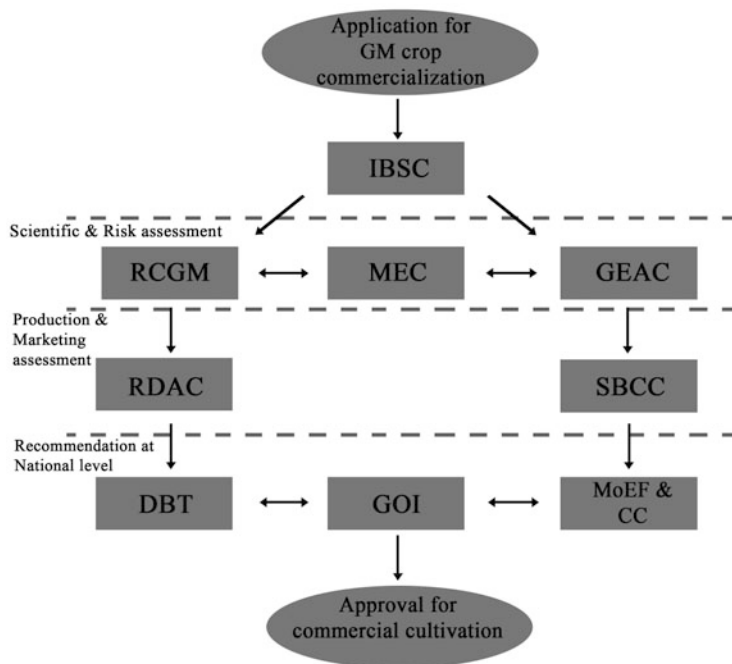 Application for
GM crop
commercialization
IBSC
Scientific & Risk assessment
RCGM
MEC
GEAC
Production &
Marketing
assessment
RDAC
SBCC
Recommendation at
National level
DBT
GOI
MoEF &
CC
Approval for
commercial cultivation